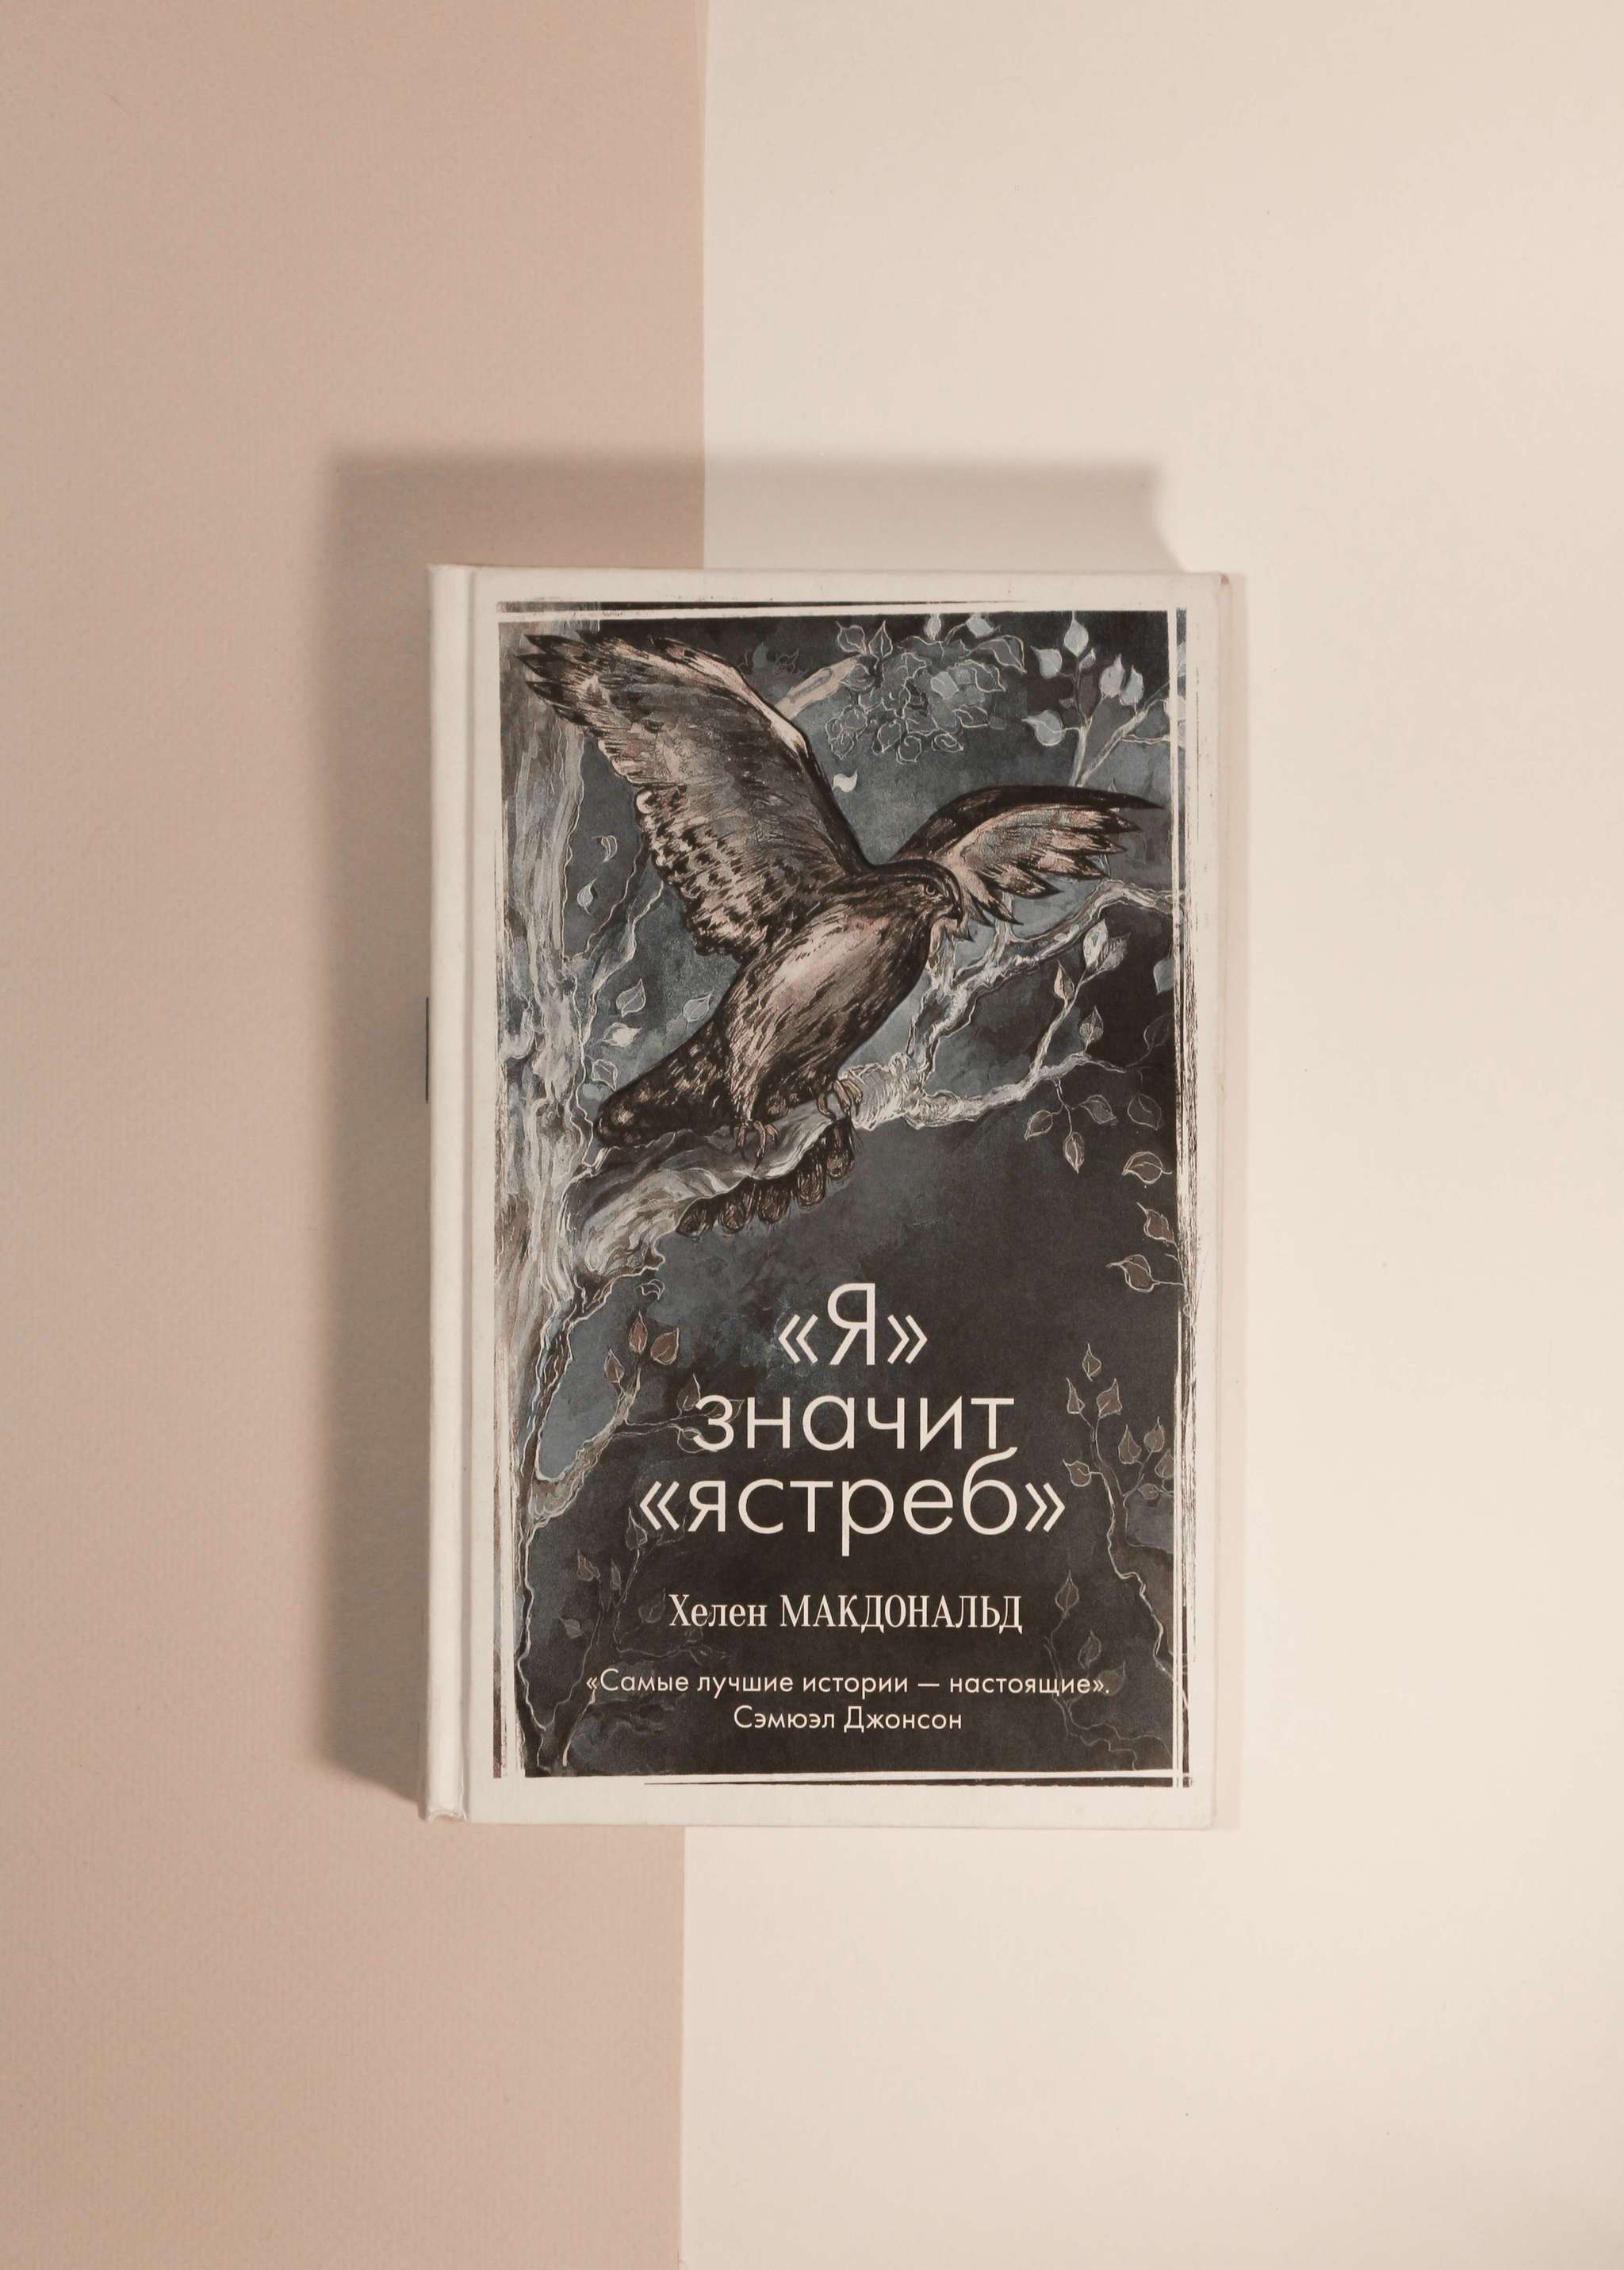 «Я»
значит
«ястреб»
Хелен МАКДОНАЛЬД
«Самые лучшие истории — настоящие».
Сэмюэл Джонсон